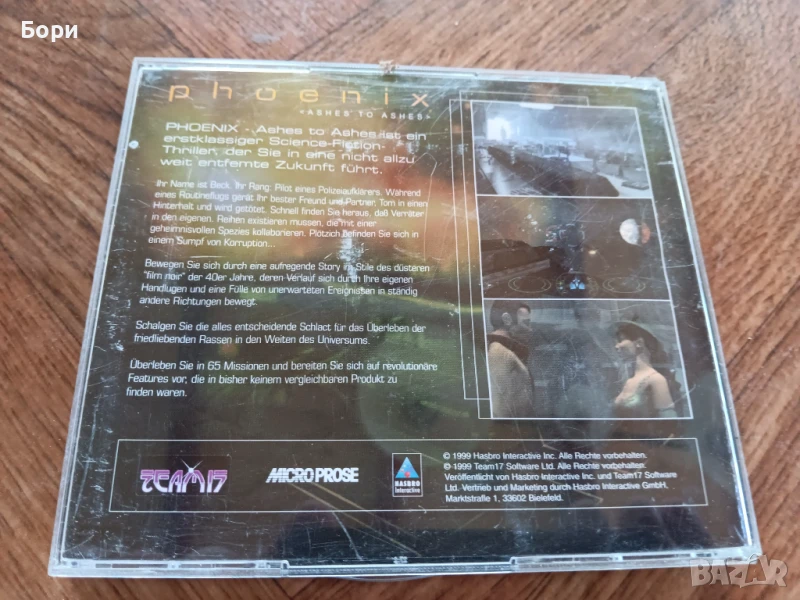 Бори
phoenix
<ASHES TO ASHES>
PHOENIX - Ashes to Ashes ist ein
erstklassiger Science-Fiction-
Thriller, der Sie in eine nicht allzu
weit entfernte Zukunft führt.
Ihr Name ist Beck. Ihr Rang: Pilot eines Polizeiaufklärers. Während
eines Routineflugs gerät Ihr bester Freund und Partner, Tom in einen
Hinterhalt und wird getötet. Schnell finden Sie heraus, daß Verräter
in den eigenen. Reihen existieren mussen, die mit einer
geheimnisvollen Spezies kollaborieren. Plötzich befinden Sie sich in
einem Sumpf von Korruption...
Bewegen Sie sich durch eine aufregende Story im Stile des düsteren
"film noir" der 40er Jahre, deren Verlauf sich durch Ihre eigenen
Handlugen und eine Fülle von unerwarteten Ereignissen in ständig
andere Richtungen bewegt.
Schalgen Sie die alles entscheidende Schlact für das Überleben der
friedliebenden Rassen in den Weiten des Universums.
Überleben Sie in 65 Missionen und bereiten Sie sich auf revolutionäre
Features vor, die in bisher keinem vergleichbaren Produkt zu
finden waren.
TEAM17
MICROPROSE
HASBRO
Interactive
© 1999 Hasbro Interactive Inc. Alle Rechte vorbehalten.
© 1999 Team17 Software Ltd. Alle Rechte vorbehalten.
Veröffentlicht von Hasbro Interactive Inc. und Team17 Software
Ltd. Vertrieb und Marketing durch Hasbro Interactive GmbH,
Marktstraße 1, 33602 Bielefeld.
BAZAR